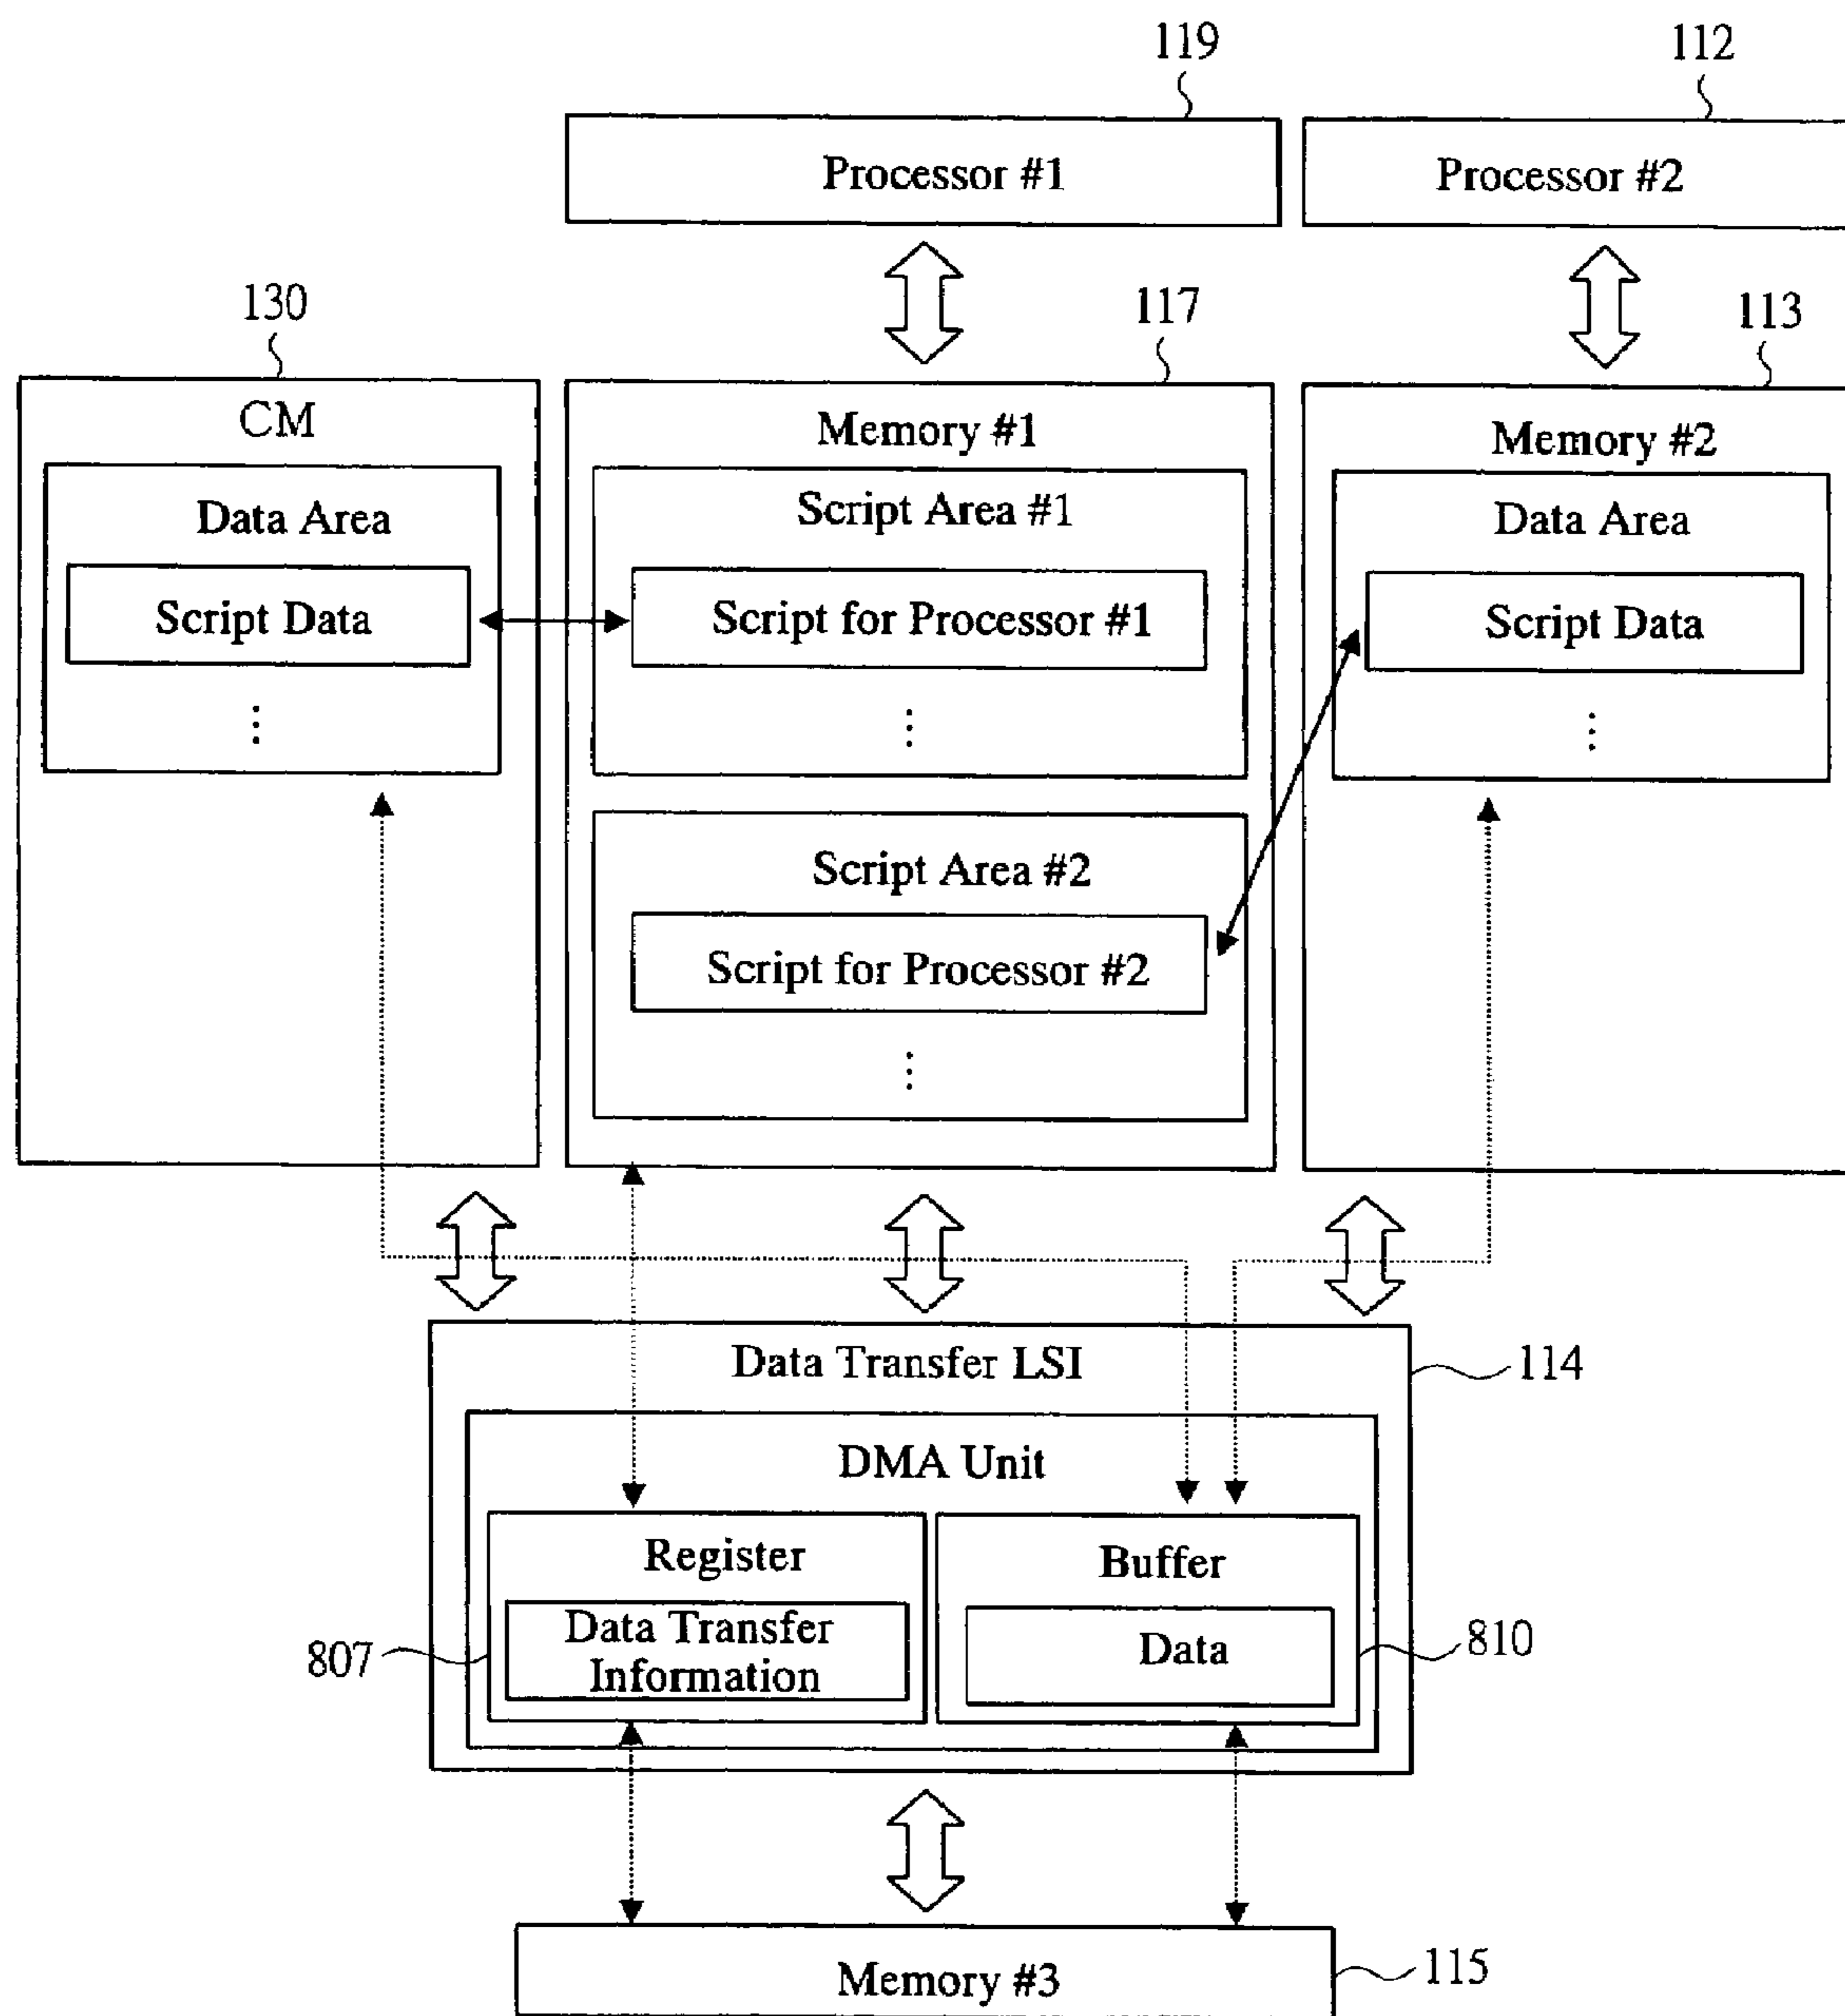 119
112
Processor #1
Processor #2
130
117
113
CM
Memory #1
Memory #2
Data Area
Script Area #1
Data Area
Script Data
Script for Processor #1
Script Data
Script Area #2
Script for Processor #2
Data Transfer LSI
114
DMA Unit
Register
Buffer
Data Transfer
Information
Data
807
810
Memory #3
115